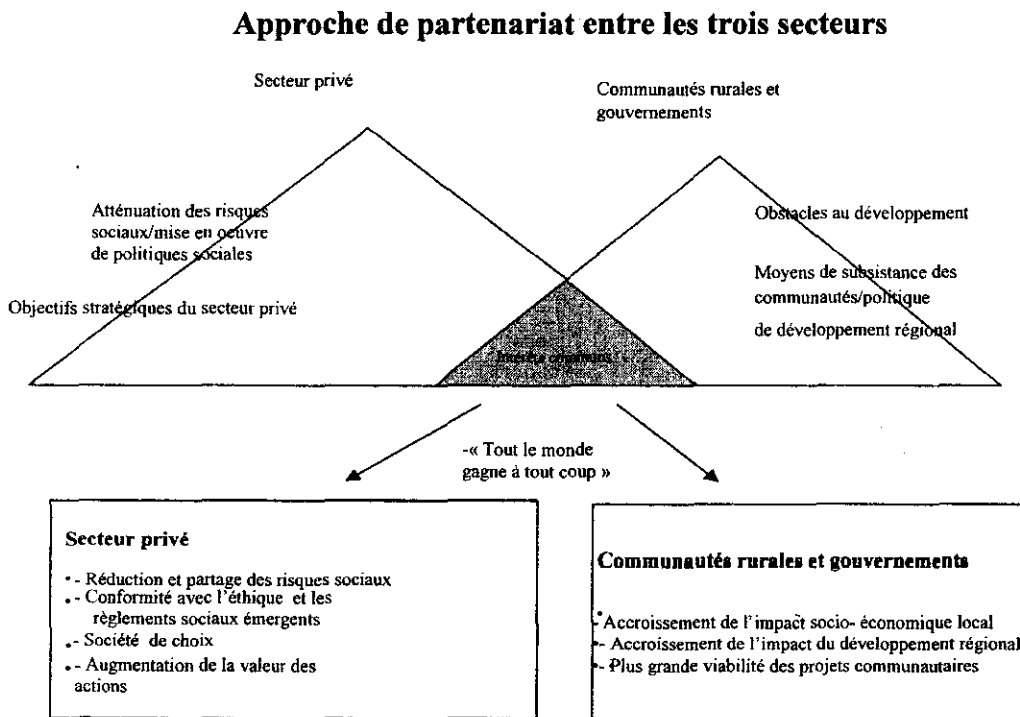 Approche de partenariat entre les trois secteurs
Secteur privé
Communautés rurales et
gouvernements
Atténuation des risques
sociaux/mise en oeuvre
de politiques sociales
Objectifs stratégiques du secteur privé
Obstacles au développement
Moyens de subsistance des
communautés/politique
de développement régional
Intérêts communs
-« Tout le monde
gagne à tout coup »
Secteur privé
- Réduction et partage des risques sociaux
- Conformité avec l'éthique et les
règlements sociaux émergents
- Société de choix
- Augmentation de la valeur des
actions
Communautés rurales et gouvernements
-Accroissement de l'impact socio- économique local
- Accroissement de l'impact du développement régional
- Plus grande viabilité des projets communautaires